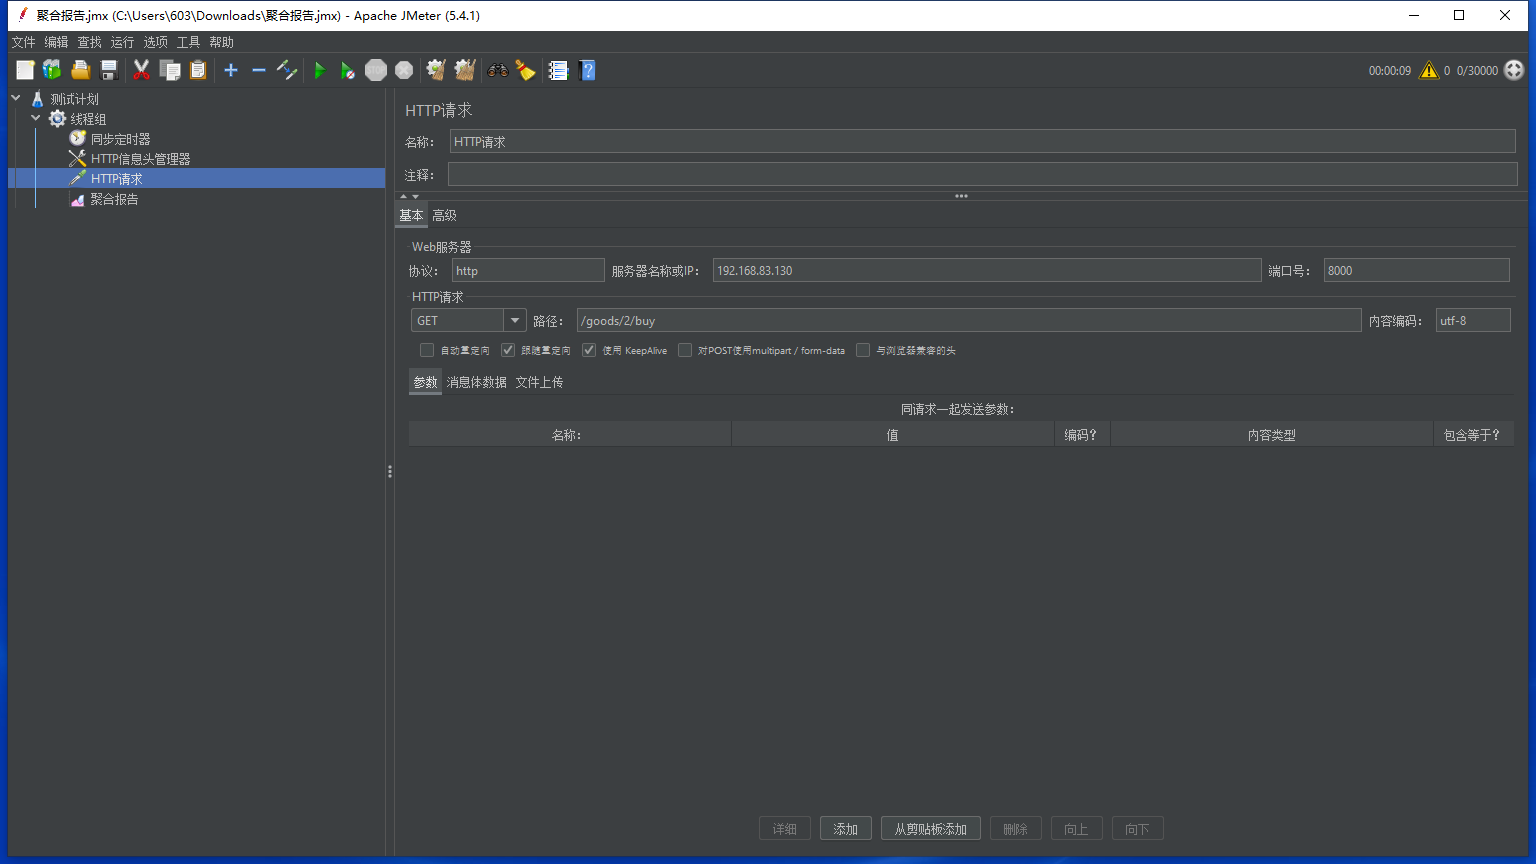 聚合报告.jmx (C:\Users\603\Downloads\聚合报告.jmx) - Apache JMeter (5.4.1)
文件 编辑 查找 运行 选项 工具 帮助
STOP
00:00:09 0 0/30000
测试计划
线程组
同步定时器
HTTP信息头管理器
HTTP请求
聚合报告
HTTP请求
名称： HTTP请求
注释：
基本 高级
Web服务器
协议： http 服务器名称或IP： 192.168.83.130 端口号： 8000
HTTP请求
GET 路径： /goods/2/buy 内容编码： utf-8
自动重定向 跟随重定向 使用 KeepAlive 对POST使用multipart / form-data 与浏览器兼容的头
参数 消息体数据 文件上传
同请求一起发送参数：
名称： 值 编码？ 内容类型 包含等于？
详细 添加 从剪贴板添加 删除 向上 向下